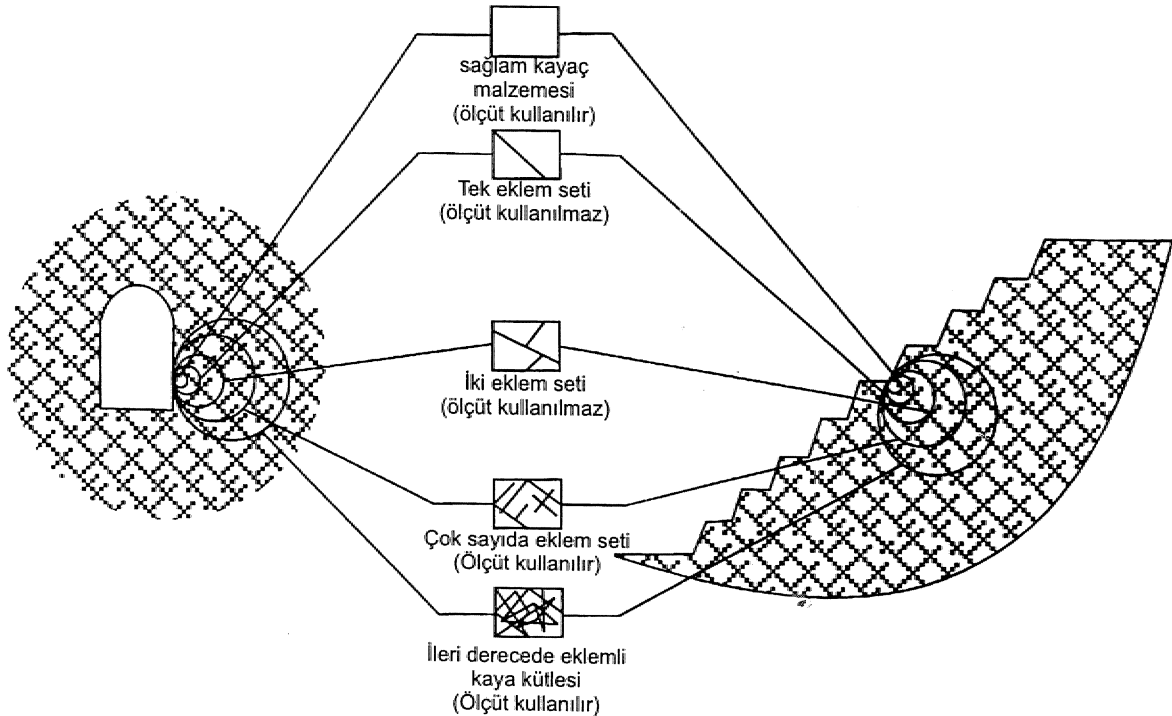 sağlam kayaç
malzemesi
(ölçüt kullanılır)
Tek eklem seti
(ölçüt kullanılmaz)
İki eklem seti
(ölçüt kullanılmaz)
Çok sayıda eklem seti
(Ölçüt kullanılır)
İleri derecede eklemli
kaya kütlesi
(Ölçüt kullanılır)